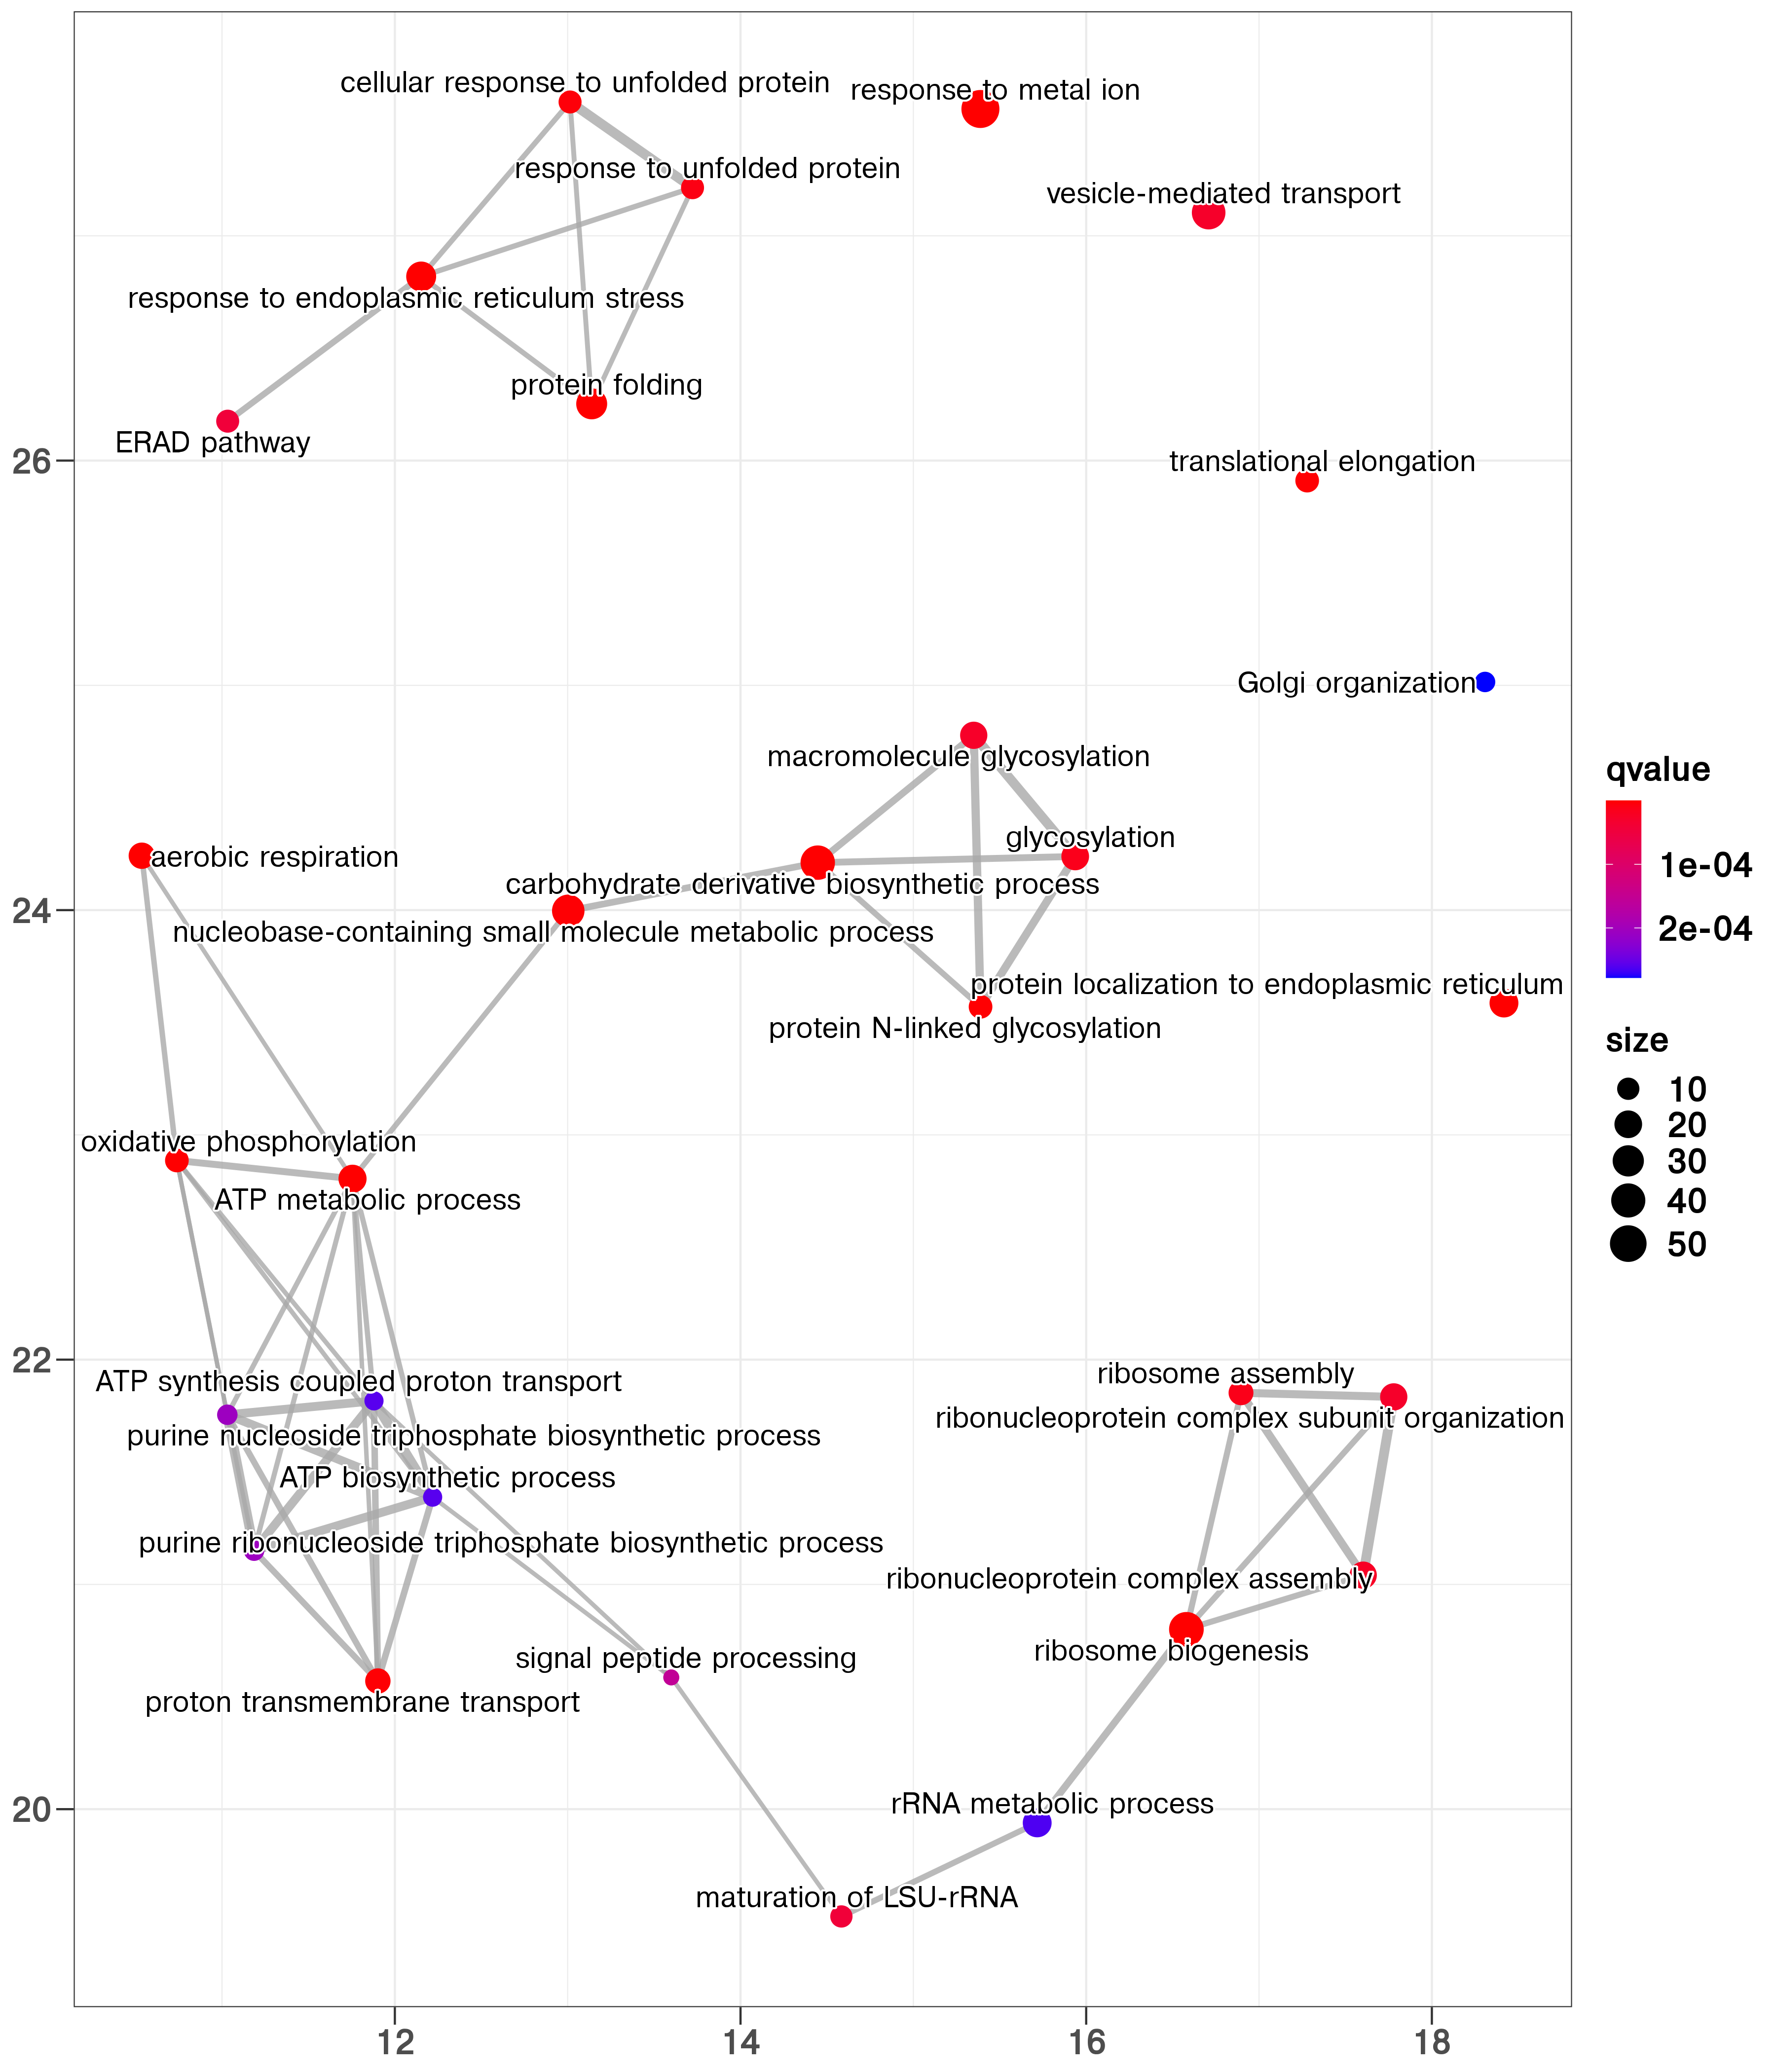 cellular response to unfolded protein
response to metal ion
response to unfolded protein
vesicle-mediated transport
response to endoplasmic reticulum stress
protein folding
ERAD pathway
26
translational elongation
Golgi organization
macromolecule glycosylation
glycosylation
aerobic respiration
carbohydrate derivative biosynthetic process
24
nucleobase-containing small molecule metabolic process
protein localization to endoplasmic reticulum
protein N-linked glycosylation
oxidative phosphorylation
ATP metabolic process
22
ribosome assembly
ATP synthesis coupled proton transport
ribonucleoprotein complex subunit organization
purine nucleoside triphosphate biosynthetic process
ATP biosynthetic process
purine ribonucleoside triphosphate biosynthetic process
ribonucleoprotein complex assembly
ribosome biogenesis
signal peptide processing
proton transmembrane transport
rRNA metabolic process
20
maturation of LSU-rRNA
12 14 16 18
qvalue
1e-04
2e-04
size
10
20
30
40
50